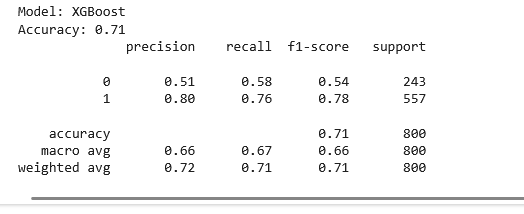 Model: XGBoost
Accuracy: 0.71
precision recall f1-score support
0 0.51 0.58 0.54 243
1 0.80 0.76 0.78 557
accuracy 0.71 800
macro avg 0.66 0.67 0.66 800
weighted avg 0.72 0.71 0.71 800